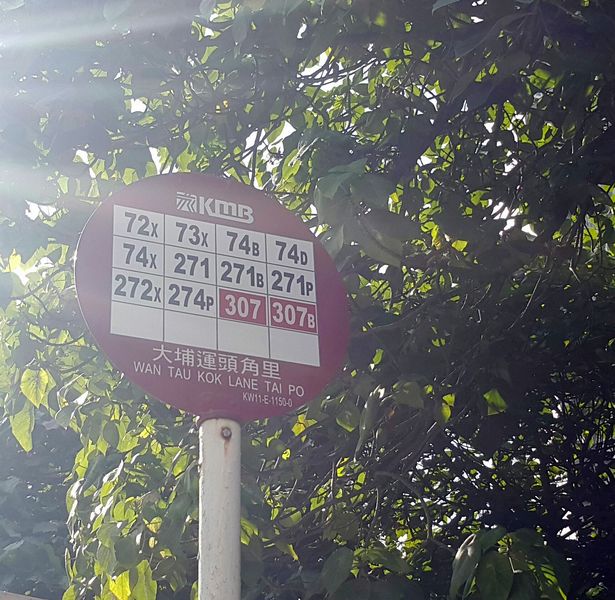 KMB
72X 73X 74B 74D
74X 271 271B 271P
272X 274P 307 307B
大埔運頭角里
WAN TAU KOK LANE TAI PO
KW11-E-1150-0